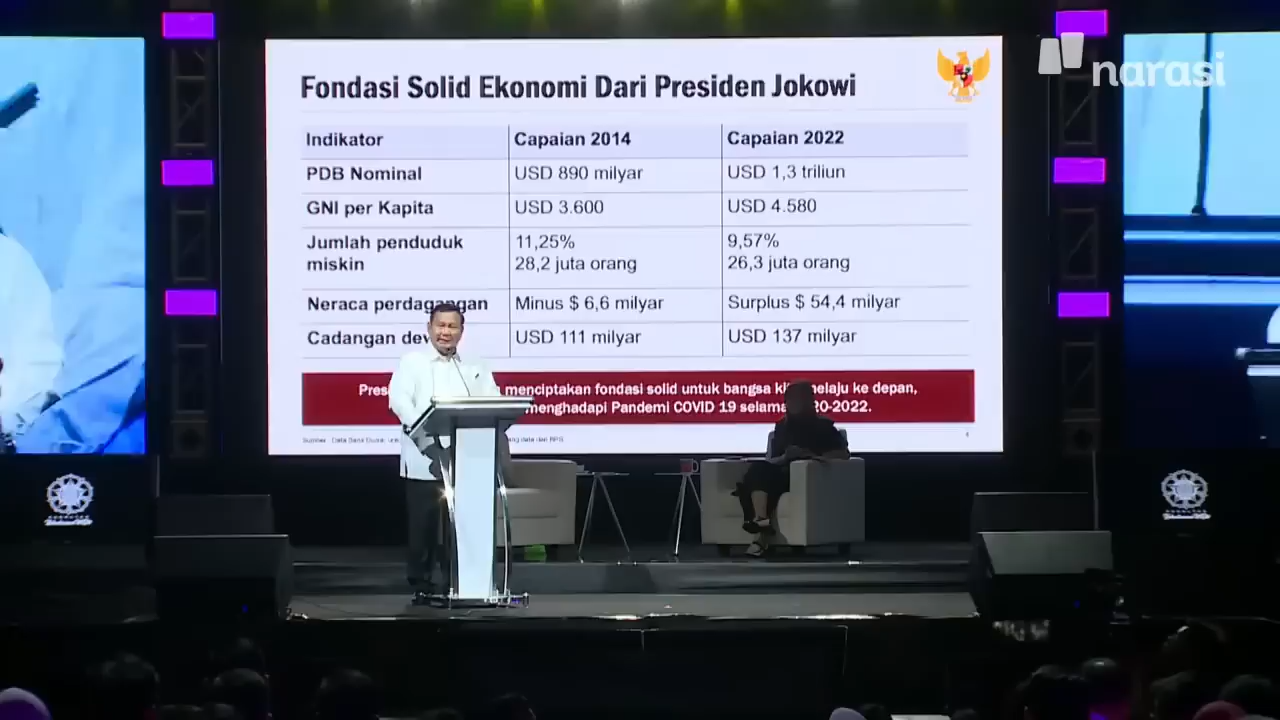 narasi
Fondasi Solid Ekonomi Dari Presiden Jokowi
Indikator Capaian 2014 Capaian 2022
PDB Nominal USD 890 milyar USD 1,3 triliun
GNI per Kapita USD 3.600 USD 4.580
Jumlah penduduk miskin 11,25% 9,57%
28,2 juta orang 26,3 juta orang
Neraca perdagangan Minus $ 6,6 milyar Surplus $ 54,4 milyar
Cadangan USD 111 milyar USD 137 milyar
menciptakan fondasi solid untuk bangsa melaju ke depan,
menghadapi Pandemi COVID 19 selama 20-2022.